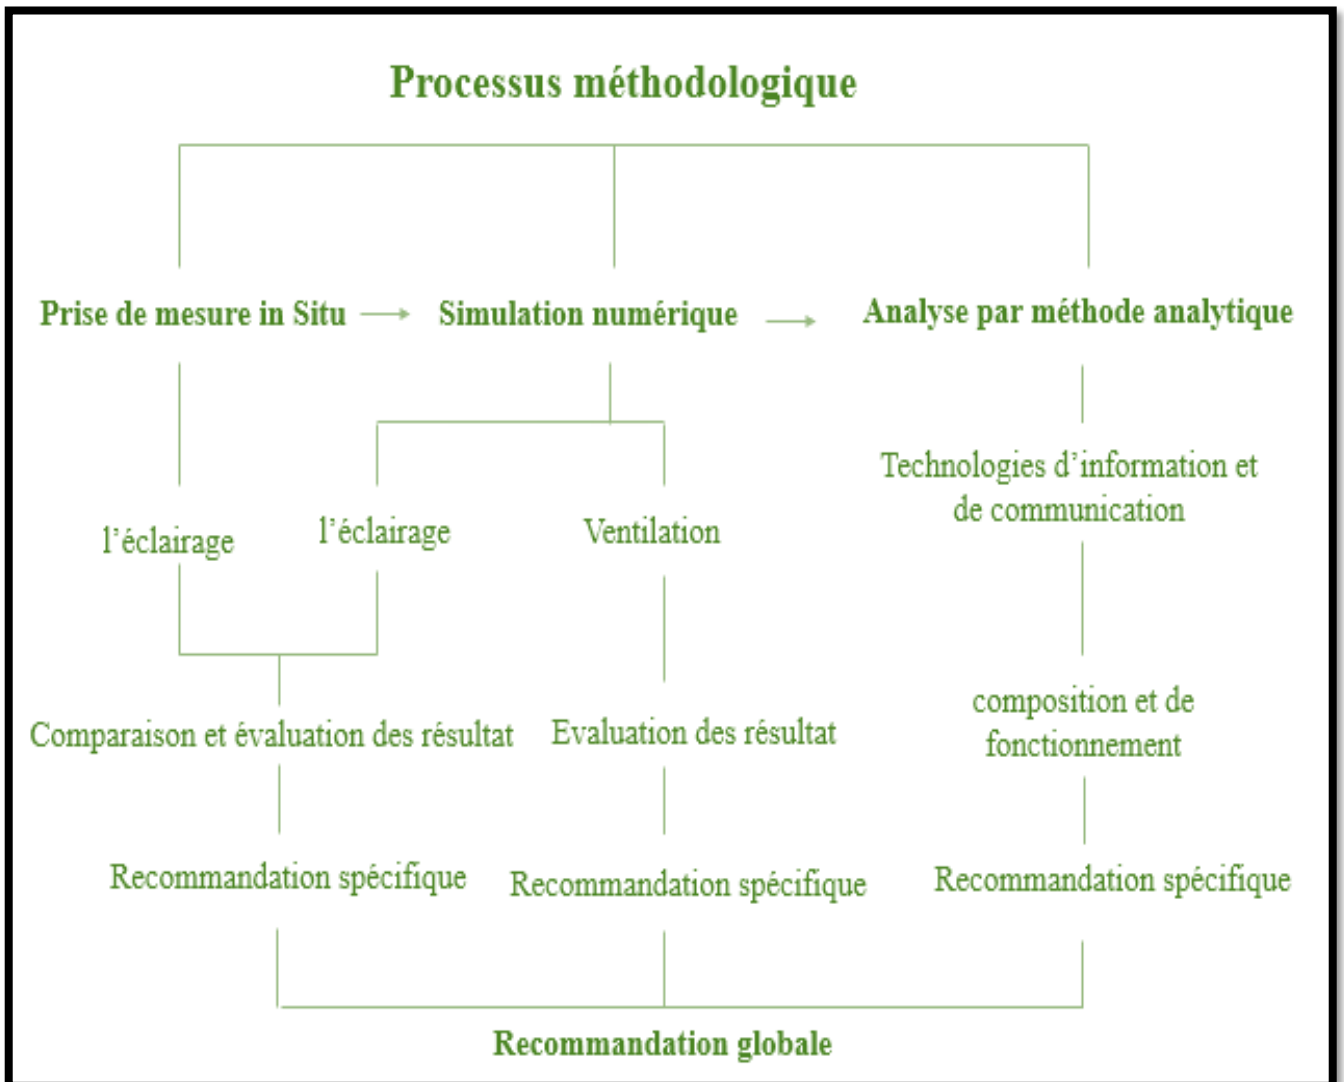 Processus méthodologique
Prise de mesure in Situ
Simulation numérique
Analyse par méthode analytique
l'éclairage
l'éclairage
Ventilation
Technologies d'information et
de communication
Comparaison et évaluation des résultat
Evaluation des résultat
composition et de
fonctionnement
Recommandation spécifique
Recommandation spécifique
Recommandation spécifique
Recommandation globale